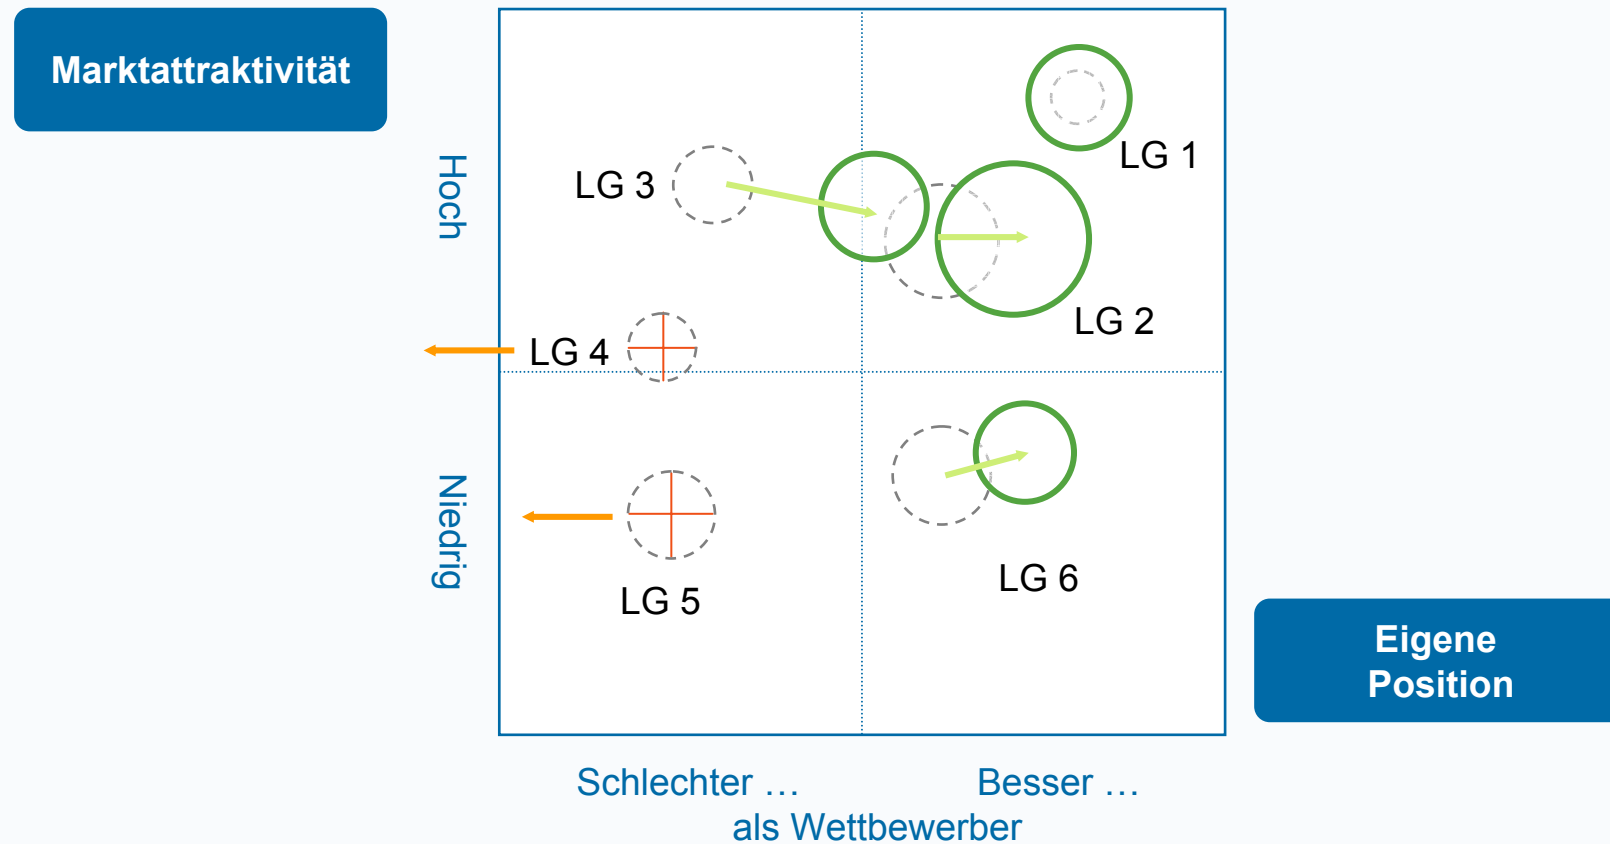 Marktattraktivität
Hoch
Niedrig
LG 1
LG 3
LG 2
LG 4
LG 6
LG 5
Eigene
Position
Schlechter … Besser …
als Wettbewerber